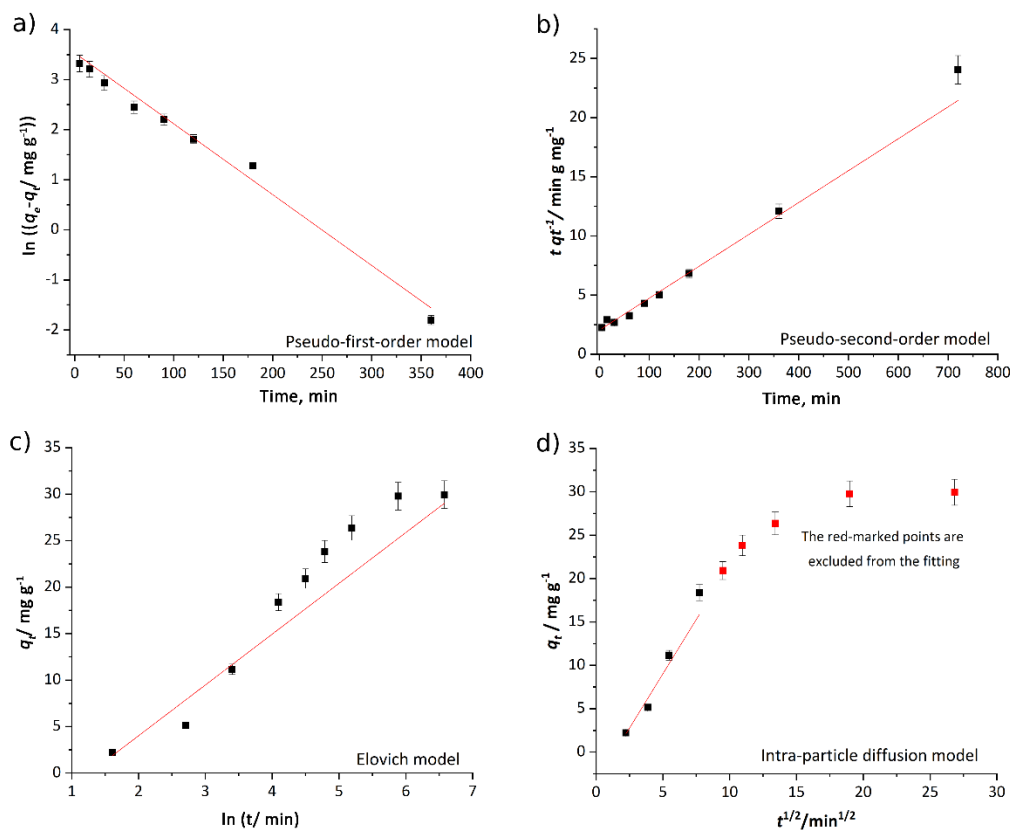 a)
4
3
2
1
0
-1
-2
ln ((qₑ-qₜ/ mg g⁻¹))
0 50 100 150 200 250 300 350 400
Time, min
Pseudo-first-order model
b)
25
20
15
10
5
0
t qt⁻¹/ min g mg⁻¹
0 100 200 300 400 500 600 700 800
Time, min
Pseudo-second-order model
c)
35
30
25
20
15
10
5
0
qₜ/ mg g⁻¹
1 2 3 4 5 6 7
ln (t/ min)
Elovich model
d)
35
30
25
20
15
10
5
0
qₜ / mg g⁻¹
The red-marked points are
excluded from the fitting
0 5 10 15 20 25 30
t¹/²/min¹/²
Intra-particle diffusion model